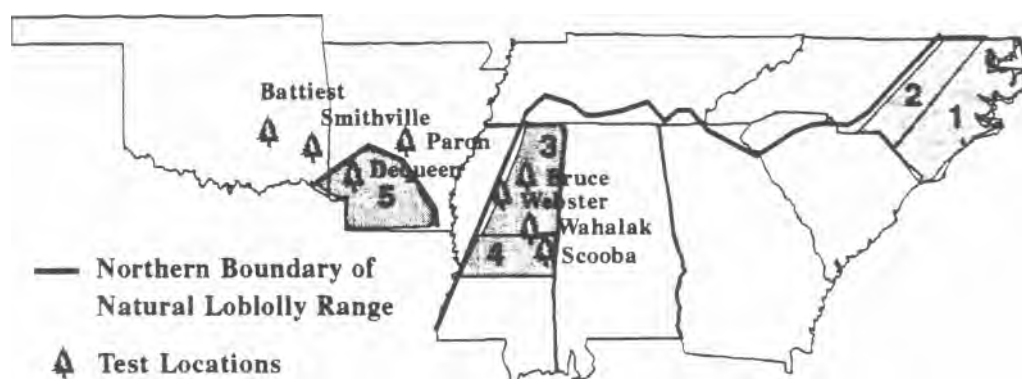 Battiest
Smithville
Paron
DeQueen
5
3
Bruce
Webster
Wahalak
4
Scooba
2
1
Northern Boundary of
Natural Loblolly Range
Test Locations